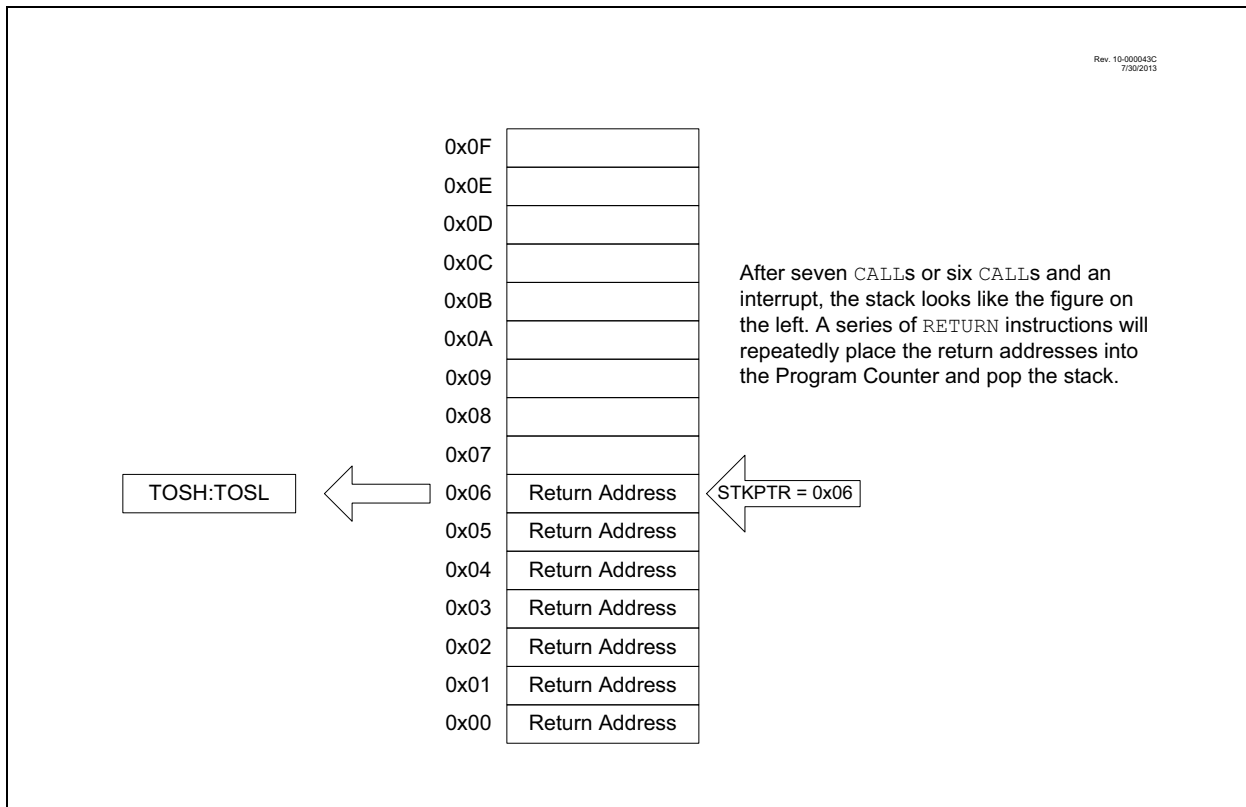 Rev. 10-000043C
7/30/2013
0x0F
0x0E
0x0D
0x0C
0x0B
0x0A
0x09
0x08
0x07
After seven CALLs or six CALLs and an
interrupt, the stack looks like the figure on
the left. A series of RETURN instructions will
repeatedly place the return addresses into
the Program Counter and pop the stack.
TOSH:TOSL
0x06 Return Address
STKPTR = 0x06
0x05 Return Address
0x04 Return Address
0x03 Return Address
0x02 Return Address
0x01 Return Address
0x00 Return Address